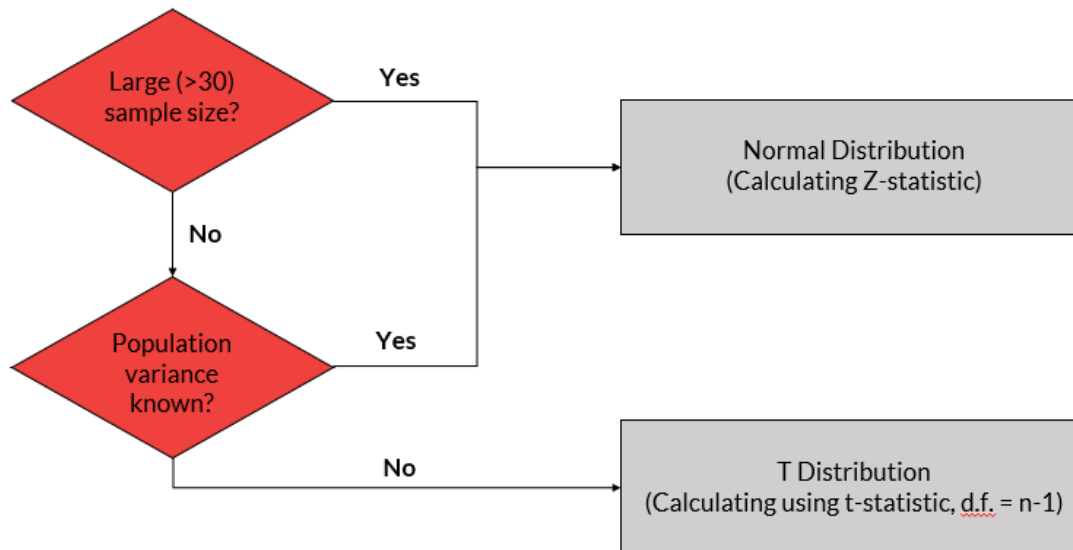 Large (>30)
sample size?
Yes
Normal Distribution
(Calculating Z-statistic)
No
Population
variance
known?
Yes
No
T Distribution
(Calculating using t-statistic, d.f. = n-1)